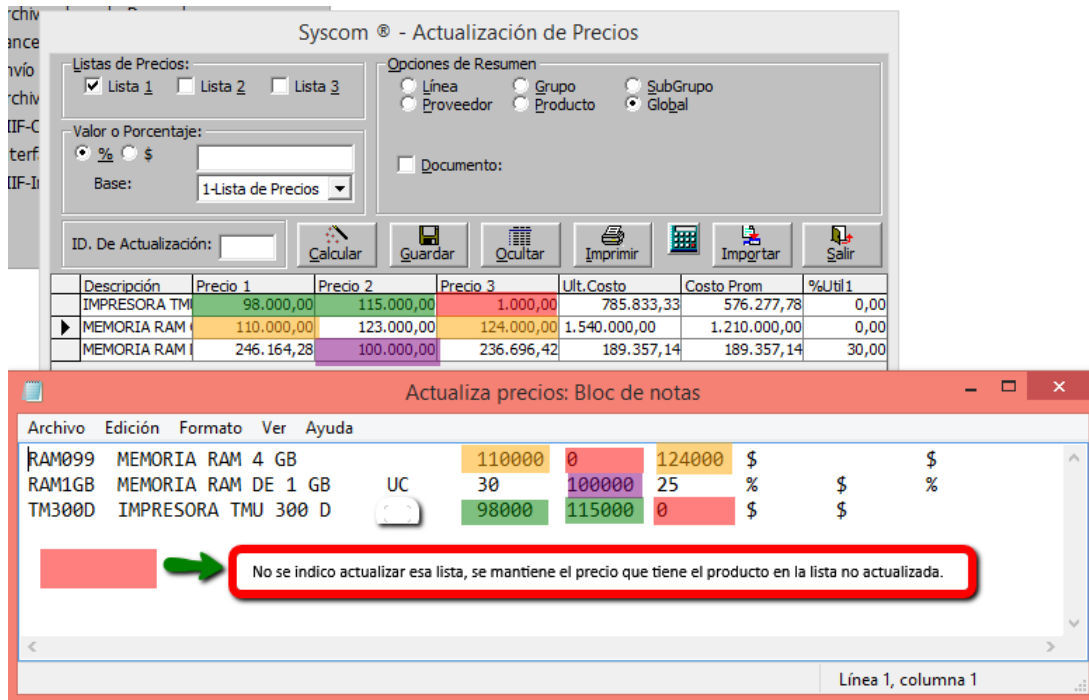 rchiv
ance
nvío
rchiv
IIF-C
terf
IIF-I
Syscom ® - Actualización de Precios
Listas de Precios:
Lista 1 Lista 2 Lista 3
Opciones de Resumen
Línea Grupo SubGrupo
Proveedor Producto Global
Valor o Porcentaje:
% $
Base: 1-Lista de Precios
Documento:
ID. De Actualización:
Calcular Guardar Ocultar Imprimir Importar Salir
Descripción Precio 1 Precio 2 Precio 3 Ult.Costo Costo Prom %Util1
IMPRESORA TM 98.000,00 115.000,00 1.000,00 785.833,33 576.277,78 0,00
MEMORIA RAM 110.000,00 123.000,00 124.000,00 1.540.000,00 1.210.000,00 0,00
MEMORIA RAM 246.164,28 100.000,00 236.696,42 189.357,14 189.357,14 30,00
Actualiza precios: Bloc de notas
Archivo Edición Formato Ver Ayuda
RAM099 MEMORIA RAM 4 GB 110000 0 124000 $ $
RAM1GB MEMORIA RAM DE 1 GB UC 30 100000 25 % $ %
TM300D IMPRESORA TMU 300 D 98000 115000 0 $ $
No se indico actualizar esa lista, se mantiene el precio que tiene el producto en la lista no actualizada.
Línea 1, columna 1